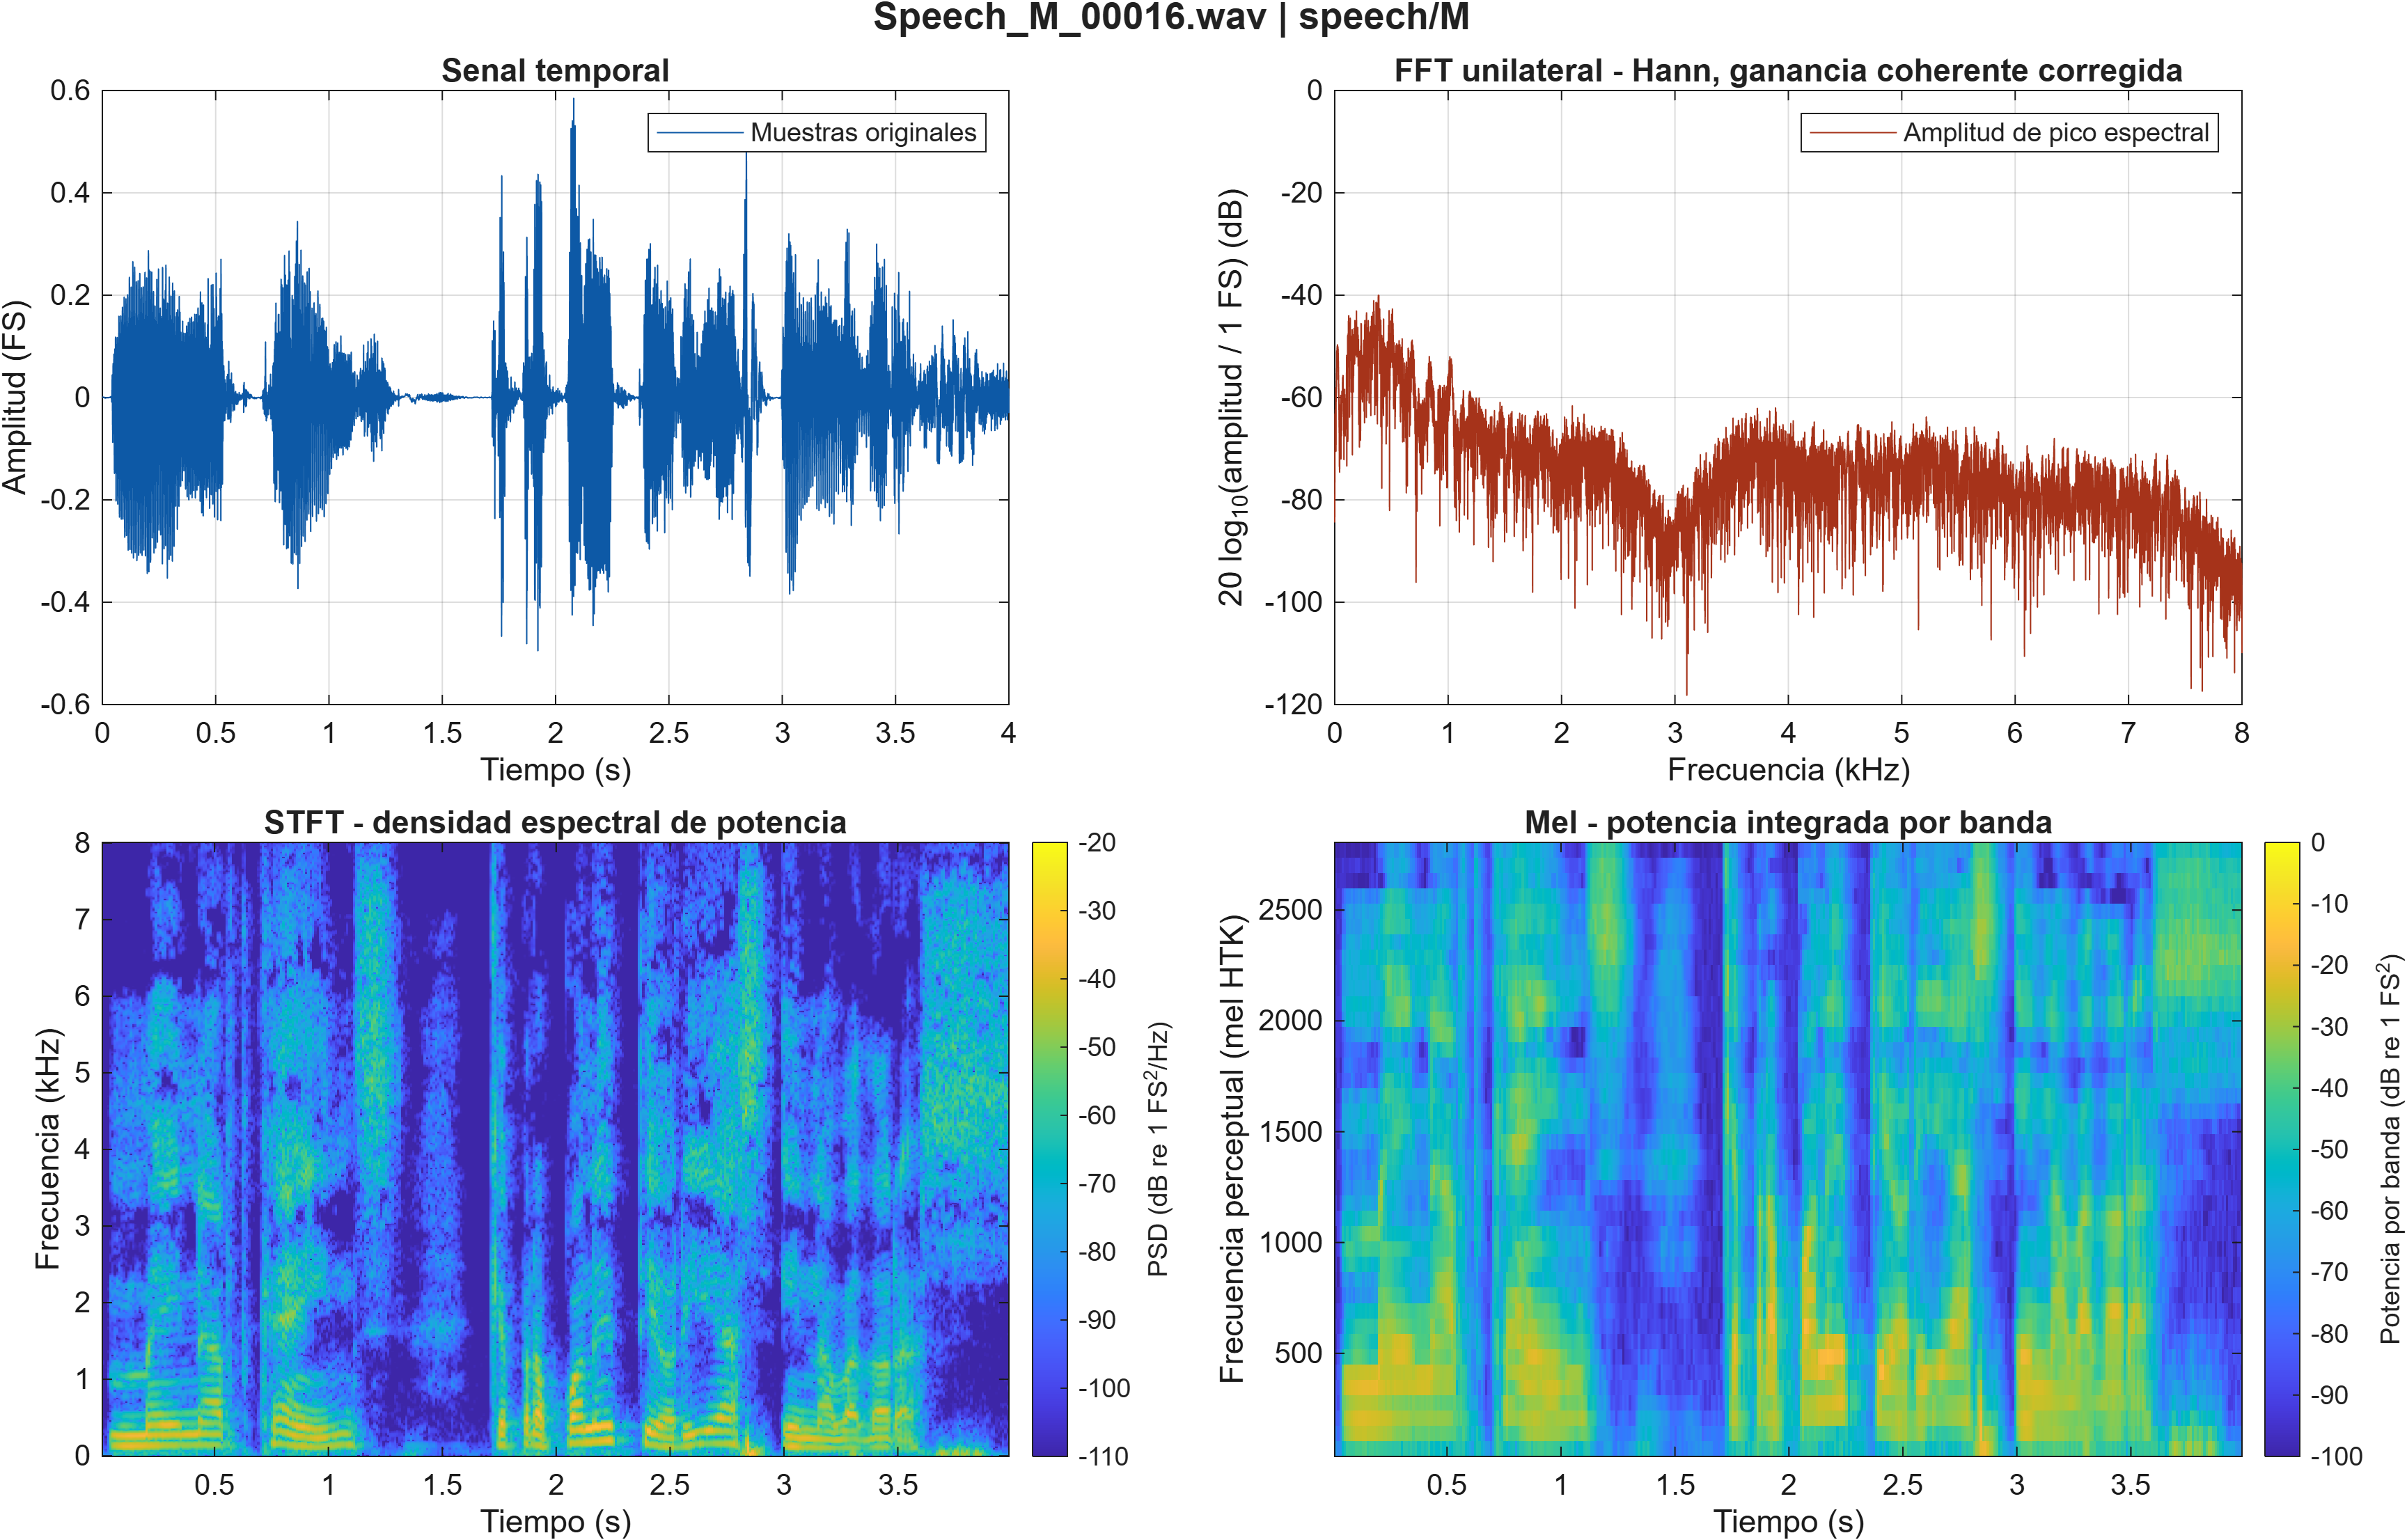 Speech_M_00016.wav | speech/M
Senal temporal
Muestras originales
Amplitud (FS)
0.6
0.4
0.2
0
-0.2
-0.4
-0.6
0 0.5 1 1.5 2 2.5 3 3.5 4
Tiempo (s)
FFT unilateral - Hann, ganancia coherente corregida
Amplitud de pico espectral
20 log10(amplitud / 1 FS) (dB)
0
-20
-40
-60
-80
-100
-120
0 1 2 3 4 5 6 7 8
Frecuencia (kHz)
STFT - densidad espectral de potencia
Frecuencia (kHz)
8
7
6
5
4
3
2
1
0
0.5 1 1.5 2 2.5 3 3.5
Tiempo (s)
-20
-30
-40
-50
-60
-70
-80
-90
-100
-110
PSD (dB re 1 FS²/Hz)
Mel - potencia integrada por banda
Frecuencia perceptual (mel HTK)
2500
2000
1500
1000
500
0.5 1 1.5 2 2.5 3 3.5
Tiempo (s)
0
-10
-20
-30
-40
-50
-60
-70
-80
-90
-100
Potencia por banda (dB re 1 FS²)